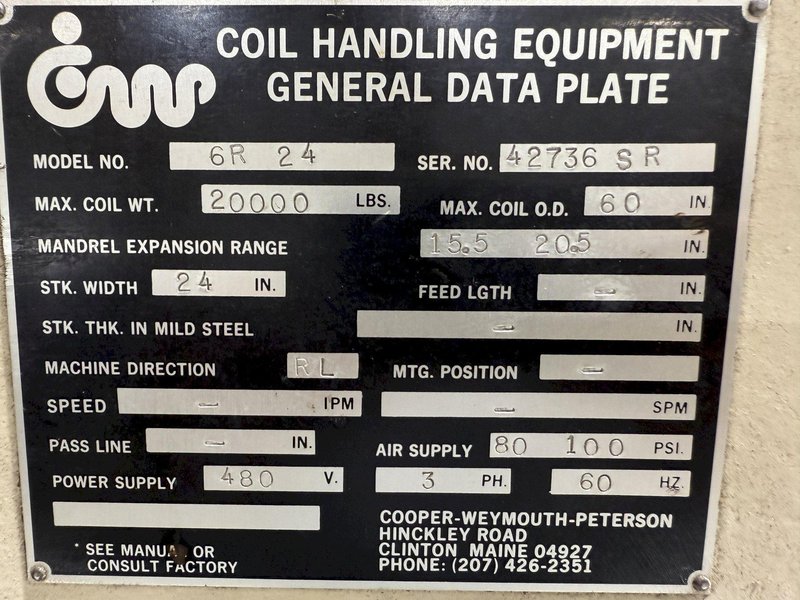 COIL HANDLING EQUIPMENT
GENERAL DATA PLATE
MODEL NO. 6R 24 SER. NO. 42736 SR
MAX. COIL WT. 20000 LBS. MAX. COIL O.D. 60 IN
MANDREL EXPANSION RANGE 15.5 20.5 IN.
STK. WIDTH 24 IN. FEED LGTH - IN.
STK. THK. IN MILD STEEL - IN.
MACHINE DIRECTION RL MTG. POSITION -
SPEED - IPM - SPM
PASS LINE - IN. AIR SUPPLY 80 100 PSI.
POWER SUPPLY 480 V. 3 PH. 60 HZ.
* SEE MANUAL OR
CONSULT FACTORY
COOPER-WEYMOUTH-PETERSON
HINCKLEY ROAD
CLINTON MAINE 04927
PHONE: (207) 426-2351